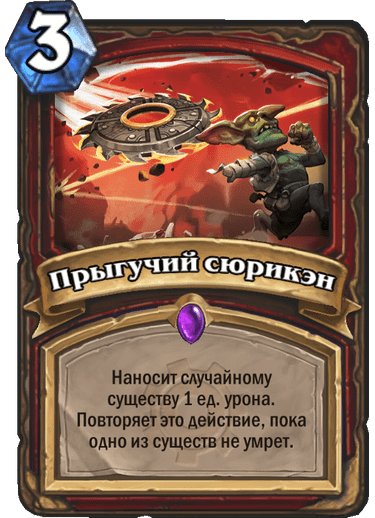 3
Прыгучий сюрикэн
Наносит случайному
существу 1 ед. урона.
Повторяет это действие, пока
одно из существ не умрет.